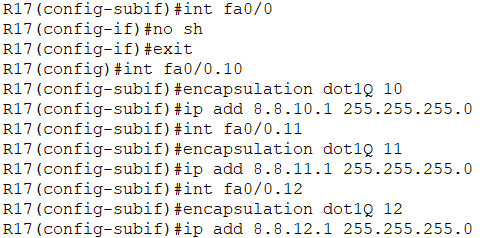 R17(config-subif)#int fa0/0
R17(config-if)#no sh
R17(config-if)#exit
R17(config)#int fa0/0.10
R17(config-subif)#encapsulation dot1Q 10
R17(config-subif)#ip add 8.8.10.1 255.255.255.0
R17(config-subif)#int fa0/0.11
R17(config-subif)#encapsulation dot1Q 11
R17(config-subif)#ip add 8.8.11.1 255.255.255.0
R17(config-subif)#int fa0/0.12
R17(config-subif)#encapsulation dot1Q 12
R17(config-subif)#ip add 8.8.12.1 255.255.255.0